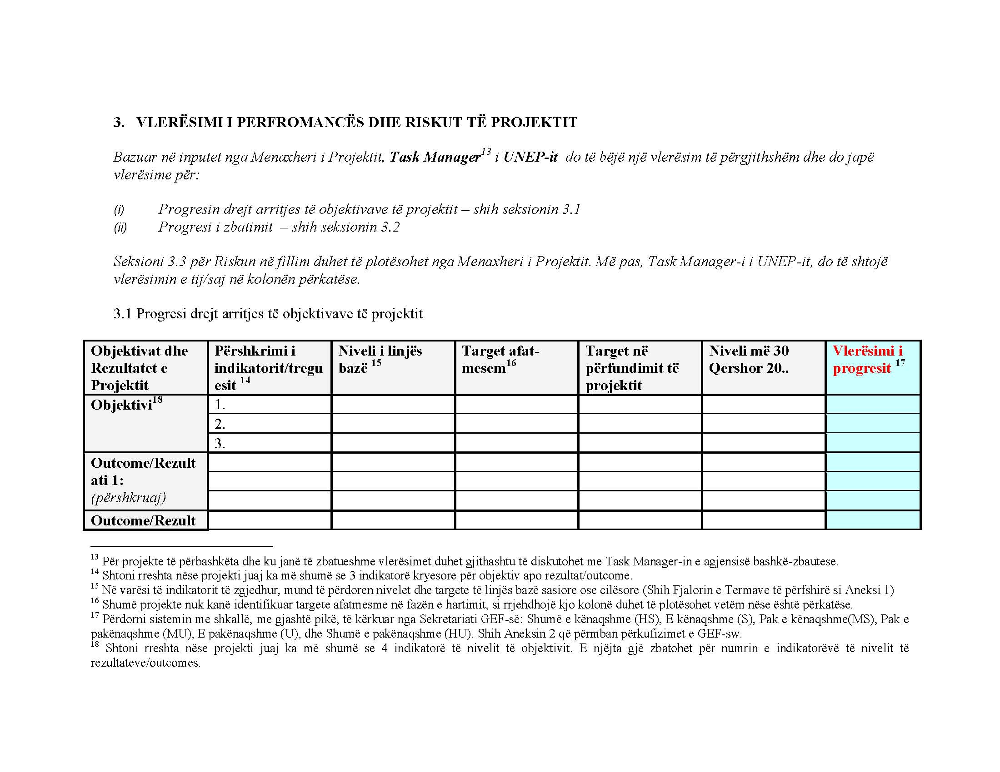 3. VLERËSIMI I PERFROMANCËS DHE RISKUT TË PROJEKTIT
Bazuar në inputet nga Menaxheri i Projektit, Task Manager13 i UNEP-it do të bëjë një vlerësim të përgjithshëm dhe do japë
vlerësime për:
(i) Progresin drejt arritjes të objektivave të projektit – shih seksionin 3.1
(ii) Progresi i zbatimit – shih seksionin 3.2
Seksioni 3.3 për Riskun në fillim duhet të plotësohet nga Menaxheri i Projektit. Më pas, Task Manager-i i UNEP-it, do të shtojë
vlerësimin e tij/saj në kolonën përkatëse.
3.1 Progresi drejt arritjes të objektivave të projektit
Objektivat dhe
Rezultatet e
Projektit
Përshkrimi i
indikatorit/tregu
esit 14
Niveli i linjës
bazë 15
Target afat-
mesem16
Target në
përfundimit të
projektit
Niveli më 30
Qershor 20..
Vlerësimi i
progresit 17
Objektivi18
1.
2.
3.
Outcome/Rezult
ati 1:
(përshkruaj)
Outcome/Rezult
13 Për projekte të përbashkëta dhe ku janë të zbatueshme vlerësimet duhet gjithashtu të diskutohet me Task Manager-in e agjensisë bashkë-zbautese.
14 Shtoni rreshta nëse projekti juaj ka më shumë se 3 indikatorë kryesore për objektiv apo rezultat/outcome.
15 Në varësi të indikatorit të zgjedhur, mund të përdoren nivelet dhe targete të linjës bazë sasiore ose cilësore (Shih Fjalorin e Termave të përfshirë si Aneksi 1)
16 Shumë projekte nuk kanë identifikuar targete afatmesme në fazën e hartimit, si rrjehdhojë kjo kolonë duhet të plotësohet vetëm nëse është përkatëse.
17 Përdorni sistemin me shkallë, me gjashtë pikë, të kërkuar nga Sekretariati GEF-së: Shumë e kënaqshme (HS), E kënaqshme (S), Pak e kënaqshme(MS), Pak e
pakënaqshme (MU), E pakënaqshme (U), dhe Shumë e pakënaqshme (HU). Shih Aneksin 2 që përmban përkufizimet e GEF-sw.
18 Shtoni rreshta nëse projekti juaj ka më shumë se 4 indikatorë të nivelit të objektivit. E njëjta gjë zbatohet për numrin e indikatorëvë të nivelit të
rezultateve/outcomes.